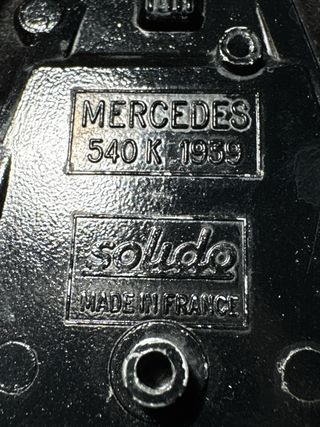 MERCEDES
540 K 1939
solido
MADE IN FRANCE